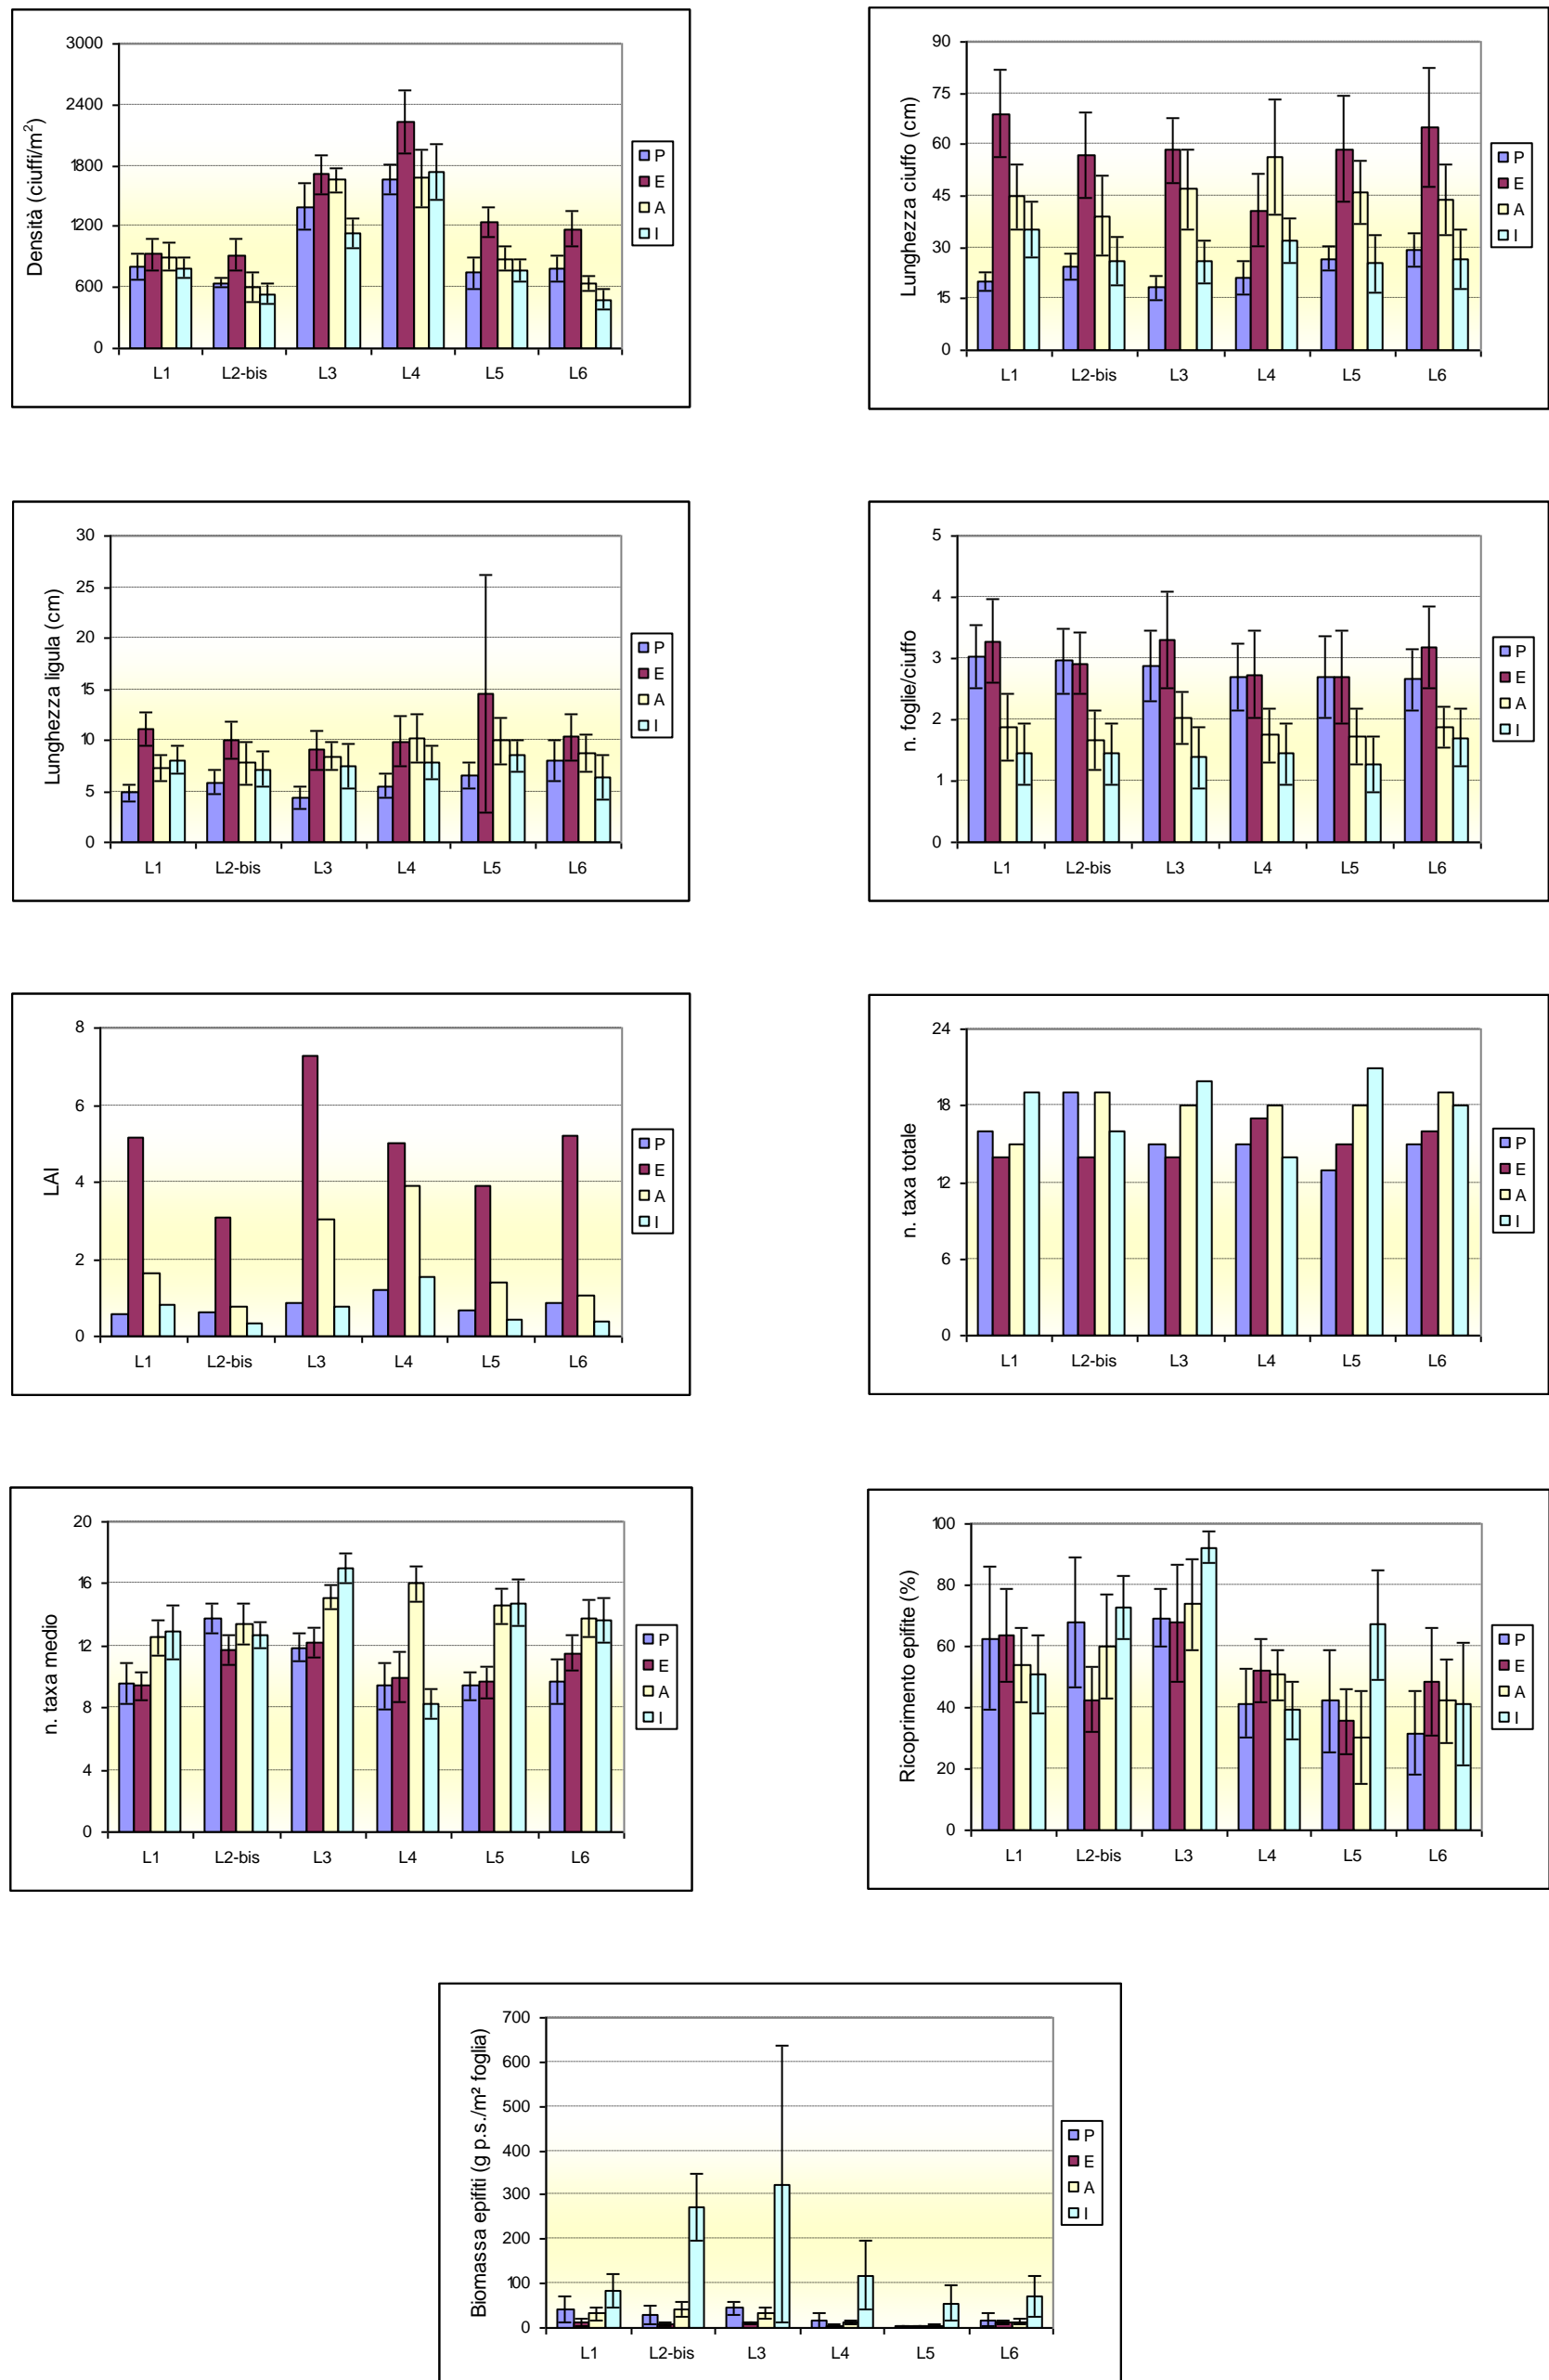 Densità (ciuffi/m²)
3000
2400
1800
1200
600
0
L1 L2-bis L3 L4 L5 L6
P
E
A
I
Lunghezza ciuffo (cm)
90
75
60
45
30
15
0
L1 L2-bis L3 L4 L5 L6
P
E
A
I
Lunghezza ligula (cm)
30
25
20
15
10
5
0
L1 L2-bis L3 L4 L5 L6
P
E
A
I
n. foglie/ciuffo
5
4
3
2
1
0
L1 L2-bis L3 L4 L5 L6
P
E
A
I
LAI
8
6
4
2
0
L1 L2-bis L3 L4 L5 L6
P
E
A
I
n. taxa totale
24
18
12
6
0
L1 L2-bis L3 L4 L5 L6
P
E
A
I
n. taxa medio
20
16
12
8
4
0
L1 L2-bis L3 L4 L5 L6
P
E
A
I
Ricoprimento epifite (%)
100
80
60
40
20
0
L1 L2-bis L3 L4 L5 L6
P
E
A
I
Biomassa epifiti (g p.s./m² foglia)
700
600
500
400
300
200
100
0
L1 L2-bis L3 L4 L5 L6
P
E
A
I